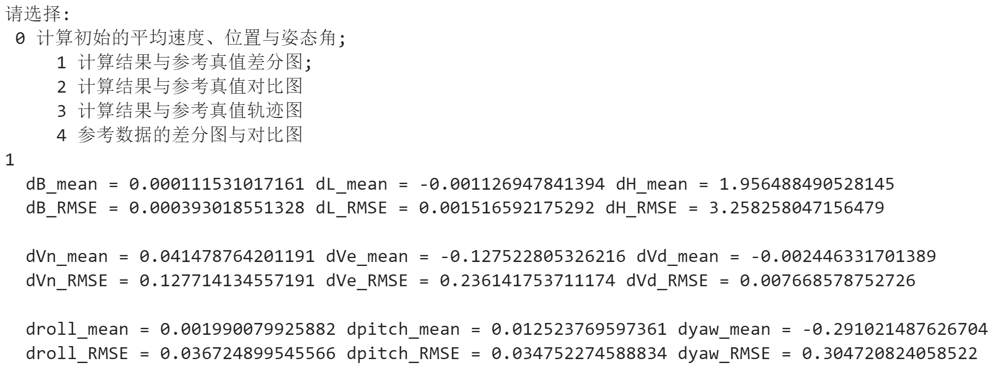 请选择:
0 计算初始的平均速度、位置与姿态角;
1 计算结果与参考真值差分图;
2 计算结果与参考真值对比图
3 计算结果与参考真值轨迹图
4 参考数据的差分图与对比图
1
dB_mean = 0.000111531017161 dL_mean = -0.001126947841394 dH_mean = 1.956488490528145
dB_RMSE = 0.000393018551328 dL_RMSE = 0.001516592175292 dH_RMSE = 3.258258047156479
dVn_mean = 0.041478764201191 dVe_mean = -0.127522805326216 dVd_mean = -0.002446331701389
dVn_RMSE = 0.127714134557191 dVe_RMSE = 0.236141753711174 dVd_RMSE = 0.007668578752726
droll_mean = 0.001990079925882 dpitch_mean = 0.012523769597361 dyaw_mean = -0.291021487626704
droll_RMSE = 0.036724899545566 dpitch_RMSE = 0.034752274588834 dyaw_RMSE = 0.304720824058522